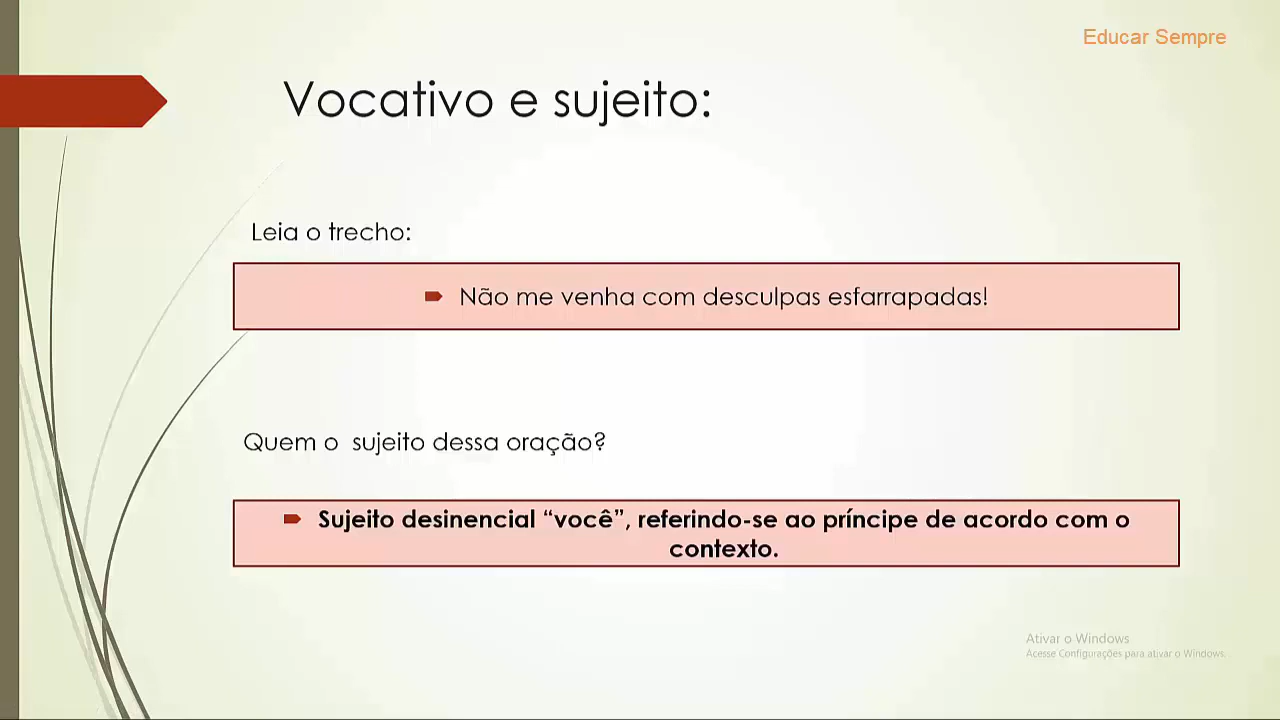 Educar Sempre
Vocativo e sujeito:
Leia o trecho:
Não me venha com desculpas esfarrapadas!
Quem o  sujeito dessa oração?
Sujeito desinencial “você”, referindo-se ao príncipe de acordo com o
contexto.
Ativar o Windows
Acesse Configurações para ativar o Windows.